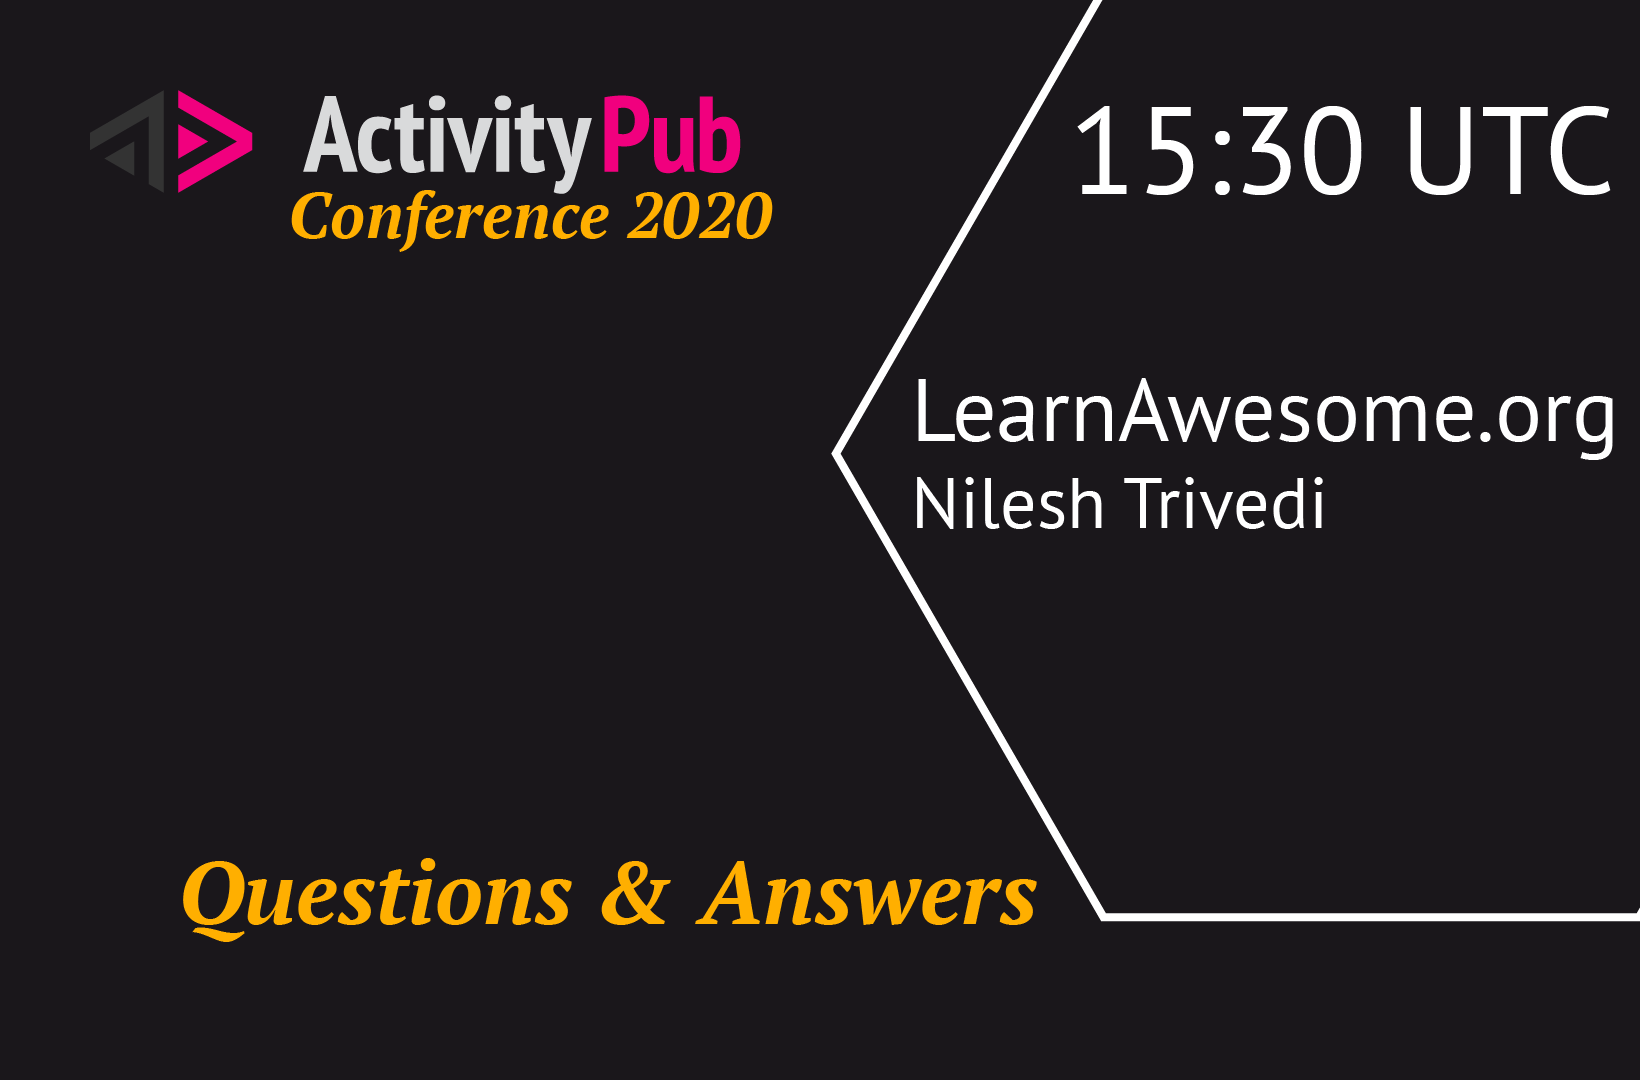 ActivityPub
Conference 2020
15:30 UTC
LearnAwesome.org
Nilesh Trivedi
Questions & Answers